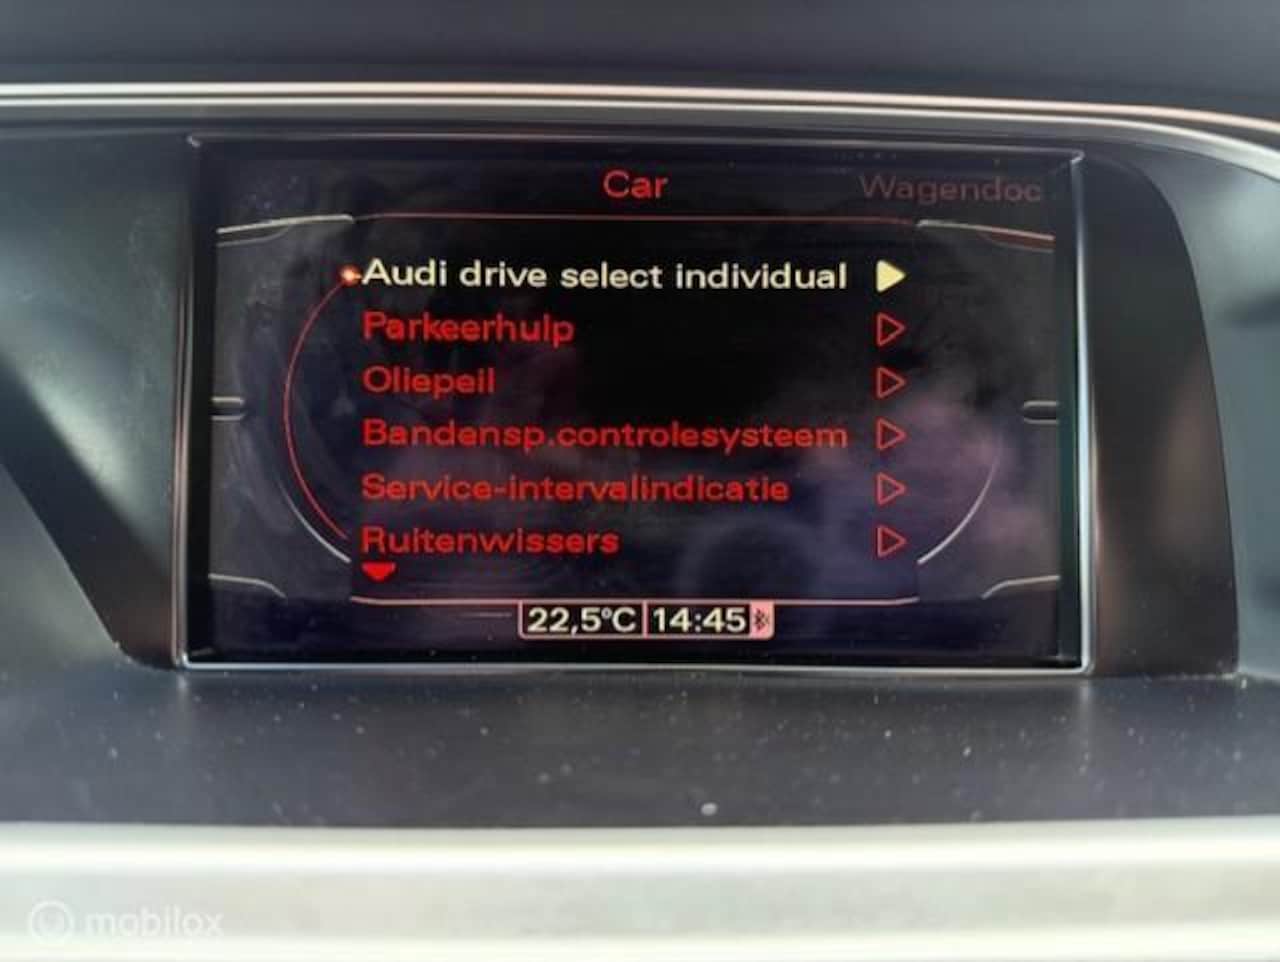 Car Wagendoc
Audi drive select individual
Parkeerhulp
Oliepeil
Bandensp.controlesysteem
Service-intervalindicatie
Ruitenwissers
22,5°C 14:45
mobilox